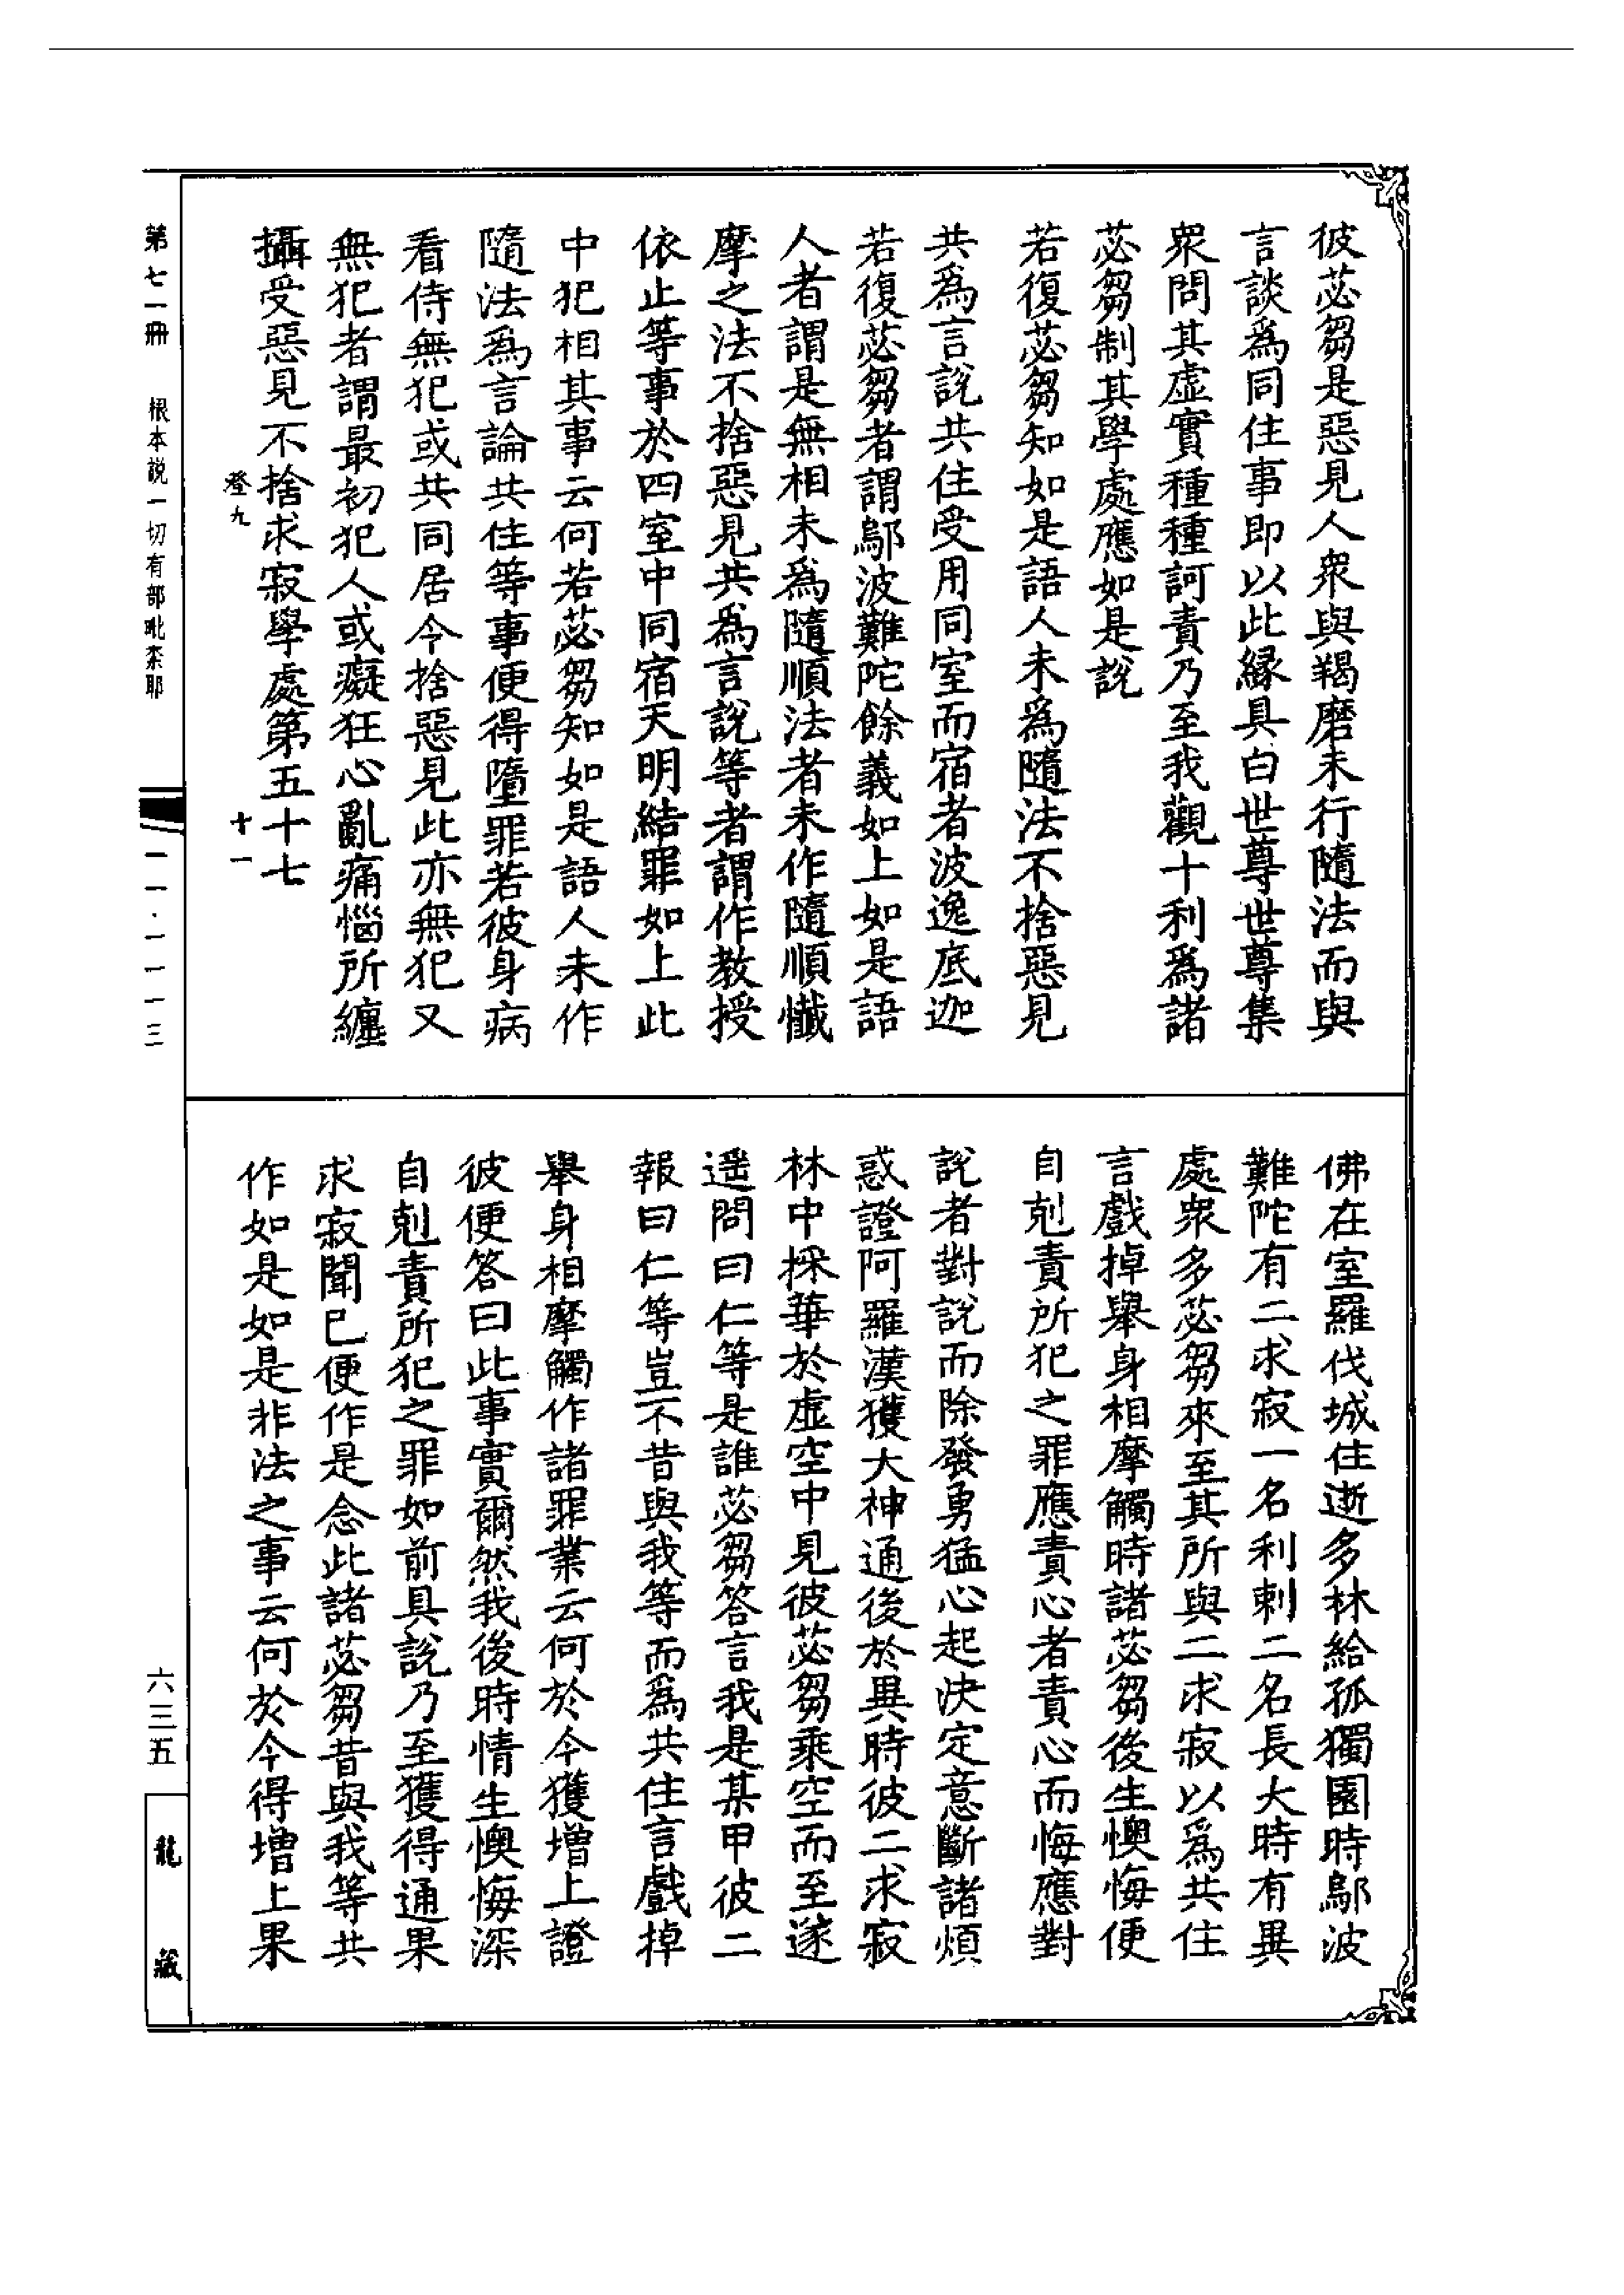 彼苾芻是惡見人衆與羯磨未行隨法而與
言談爲同住事即以此縁具白世尊世尊集
衆問其虛實種種訶責乃至我觀十利爲諸
苾芻制其學處應如是說
若復苾芻知如是語人未爲隨法不捨惡見
共爲言說共住受用同室而宿者波逸底迦
若復苾芻者謂鄔波難陀餘義如上如是語
人者謂是無相未爲隨順法者未作隨順懺
摩之法不捨惡見共爲言說等者謂作教授
依止等事於四室中同宿天明結罪如上此
中犯相其事云何若苾芻知如是語人未作
隨法爲言論共住等事便得墮罪若彼身病
看侍無犯或共同居令捨惡見此亦無犯又
無犯者謂最初犯人或癡狂心亂痛惱所纏
攝受惡見不捨求寂學處第五十七
登九
十一
佛在室羅伐城住逝多林給孤獨園時鄔波
難陀有二求寂一名利剌二名長大時有異
處衆多苾芻來至其所與二求寂以爲共住
言戲掉舉身相摩觸時諸苾芻後生懊悔便
自剋責所犯之罪應責心者責心而悔應對
說者對說而除發勇猛心起決定意斷諸煩
惑證阿羅漢獲大神通後於異時彼二求寂
林中採華於虛空中見彼苾芻乘空而至遂
遥問曰仁等是誰苾芻答言我是某甲彼二
報曰仁等豈不昔與我等而爲共住言戲掉
舉身相摩觸作諸罪業云何於今獲增上證
彼便答曰此事實爾然我後時情生懊悔深
自剋責所犯之罪如前具說乃至獲得通果
求寂聞已便作是念此諸苾芻昔與我等共
作如是如是非法之事云何於今得增上果
第七一冊
根本説一切有部毗柰耶
一一·一一一三
六三五
龍藏